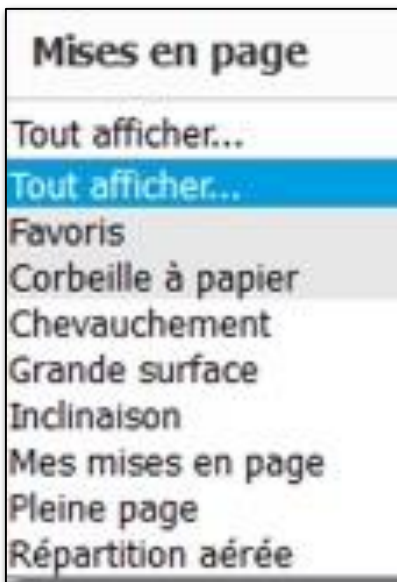 Mises en page
Tout afficher...
Tout afficher...
Favoris
Corbeille à papier
Chevauchement
Grande surface
Inclinaison
Mes mises en page
Pleine page
Répartition aérée